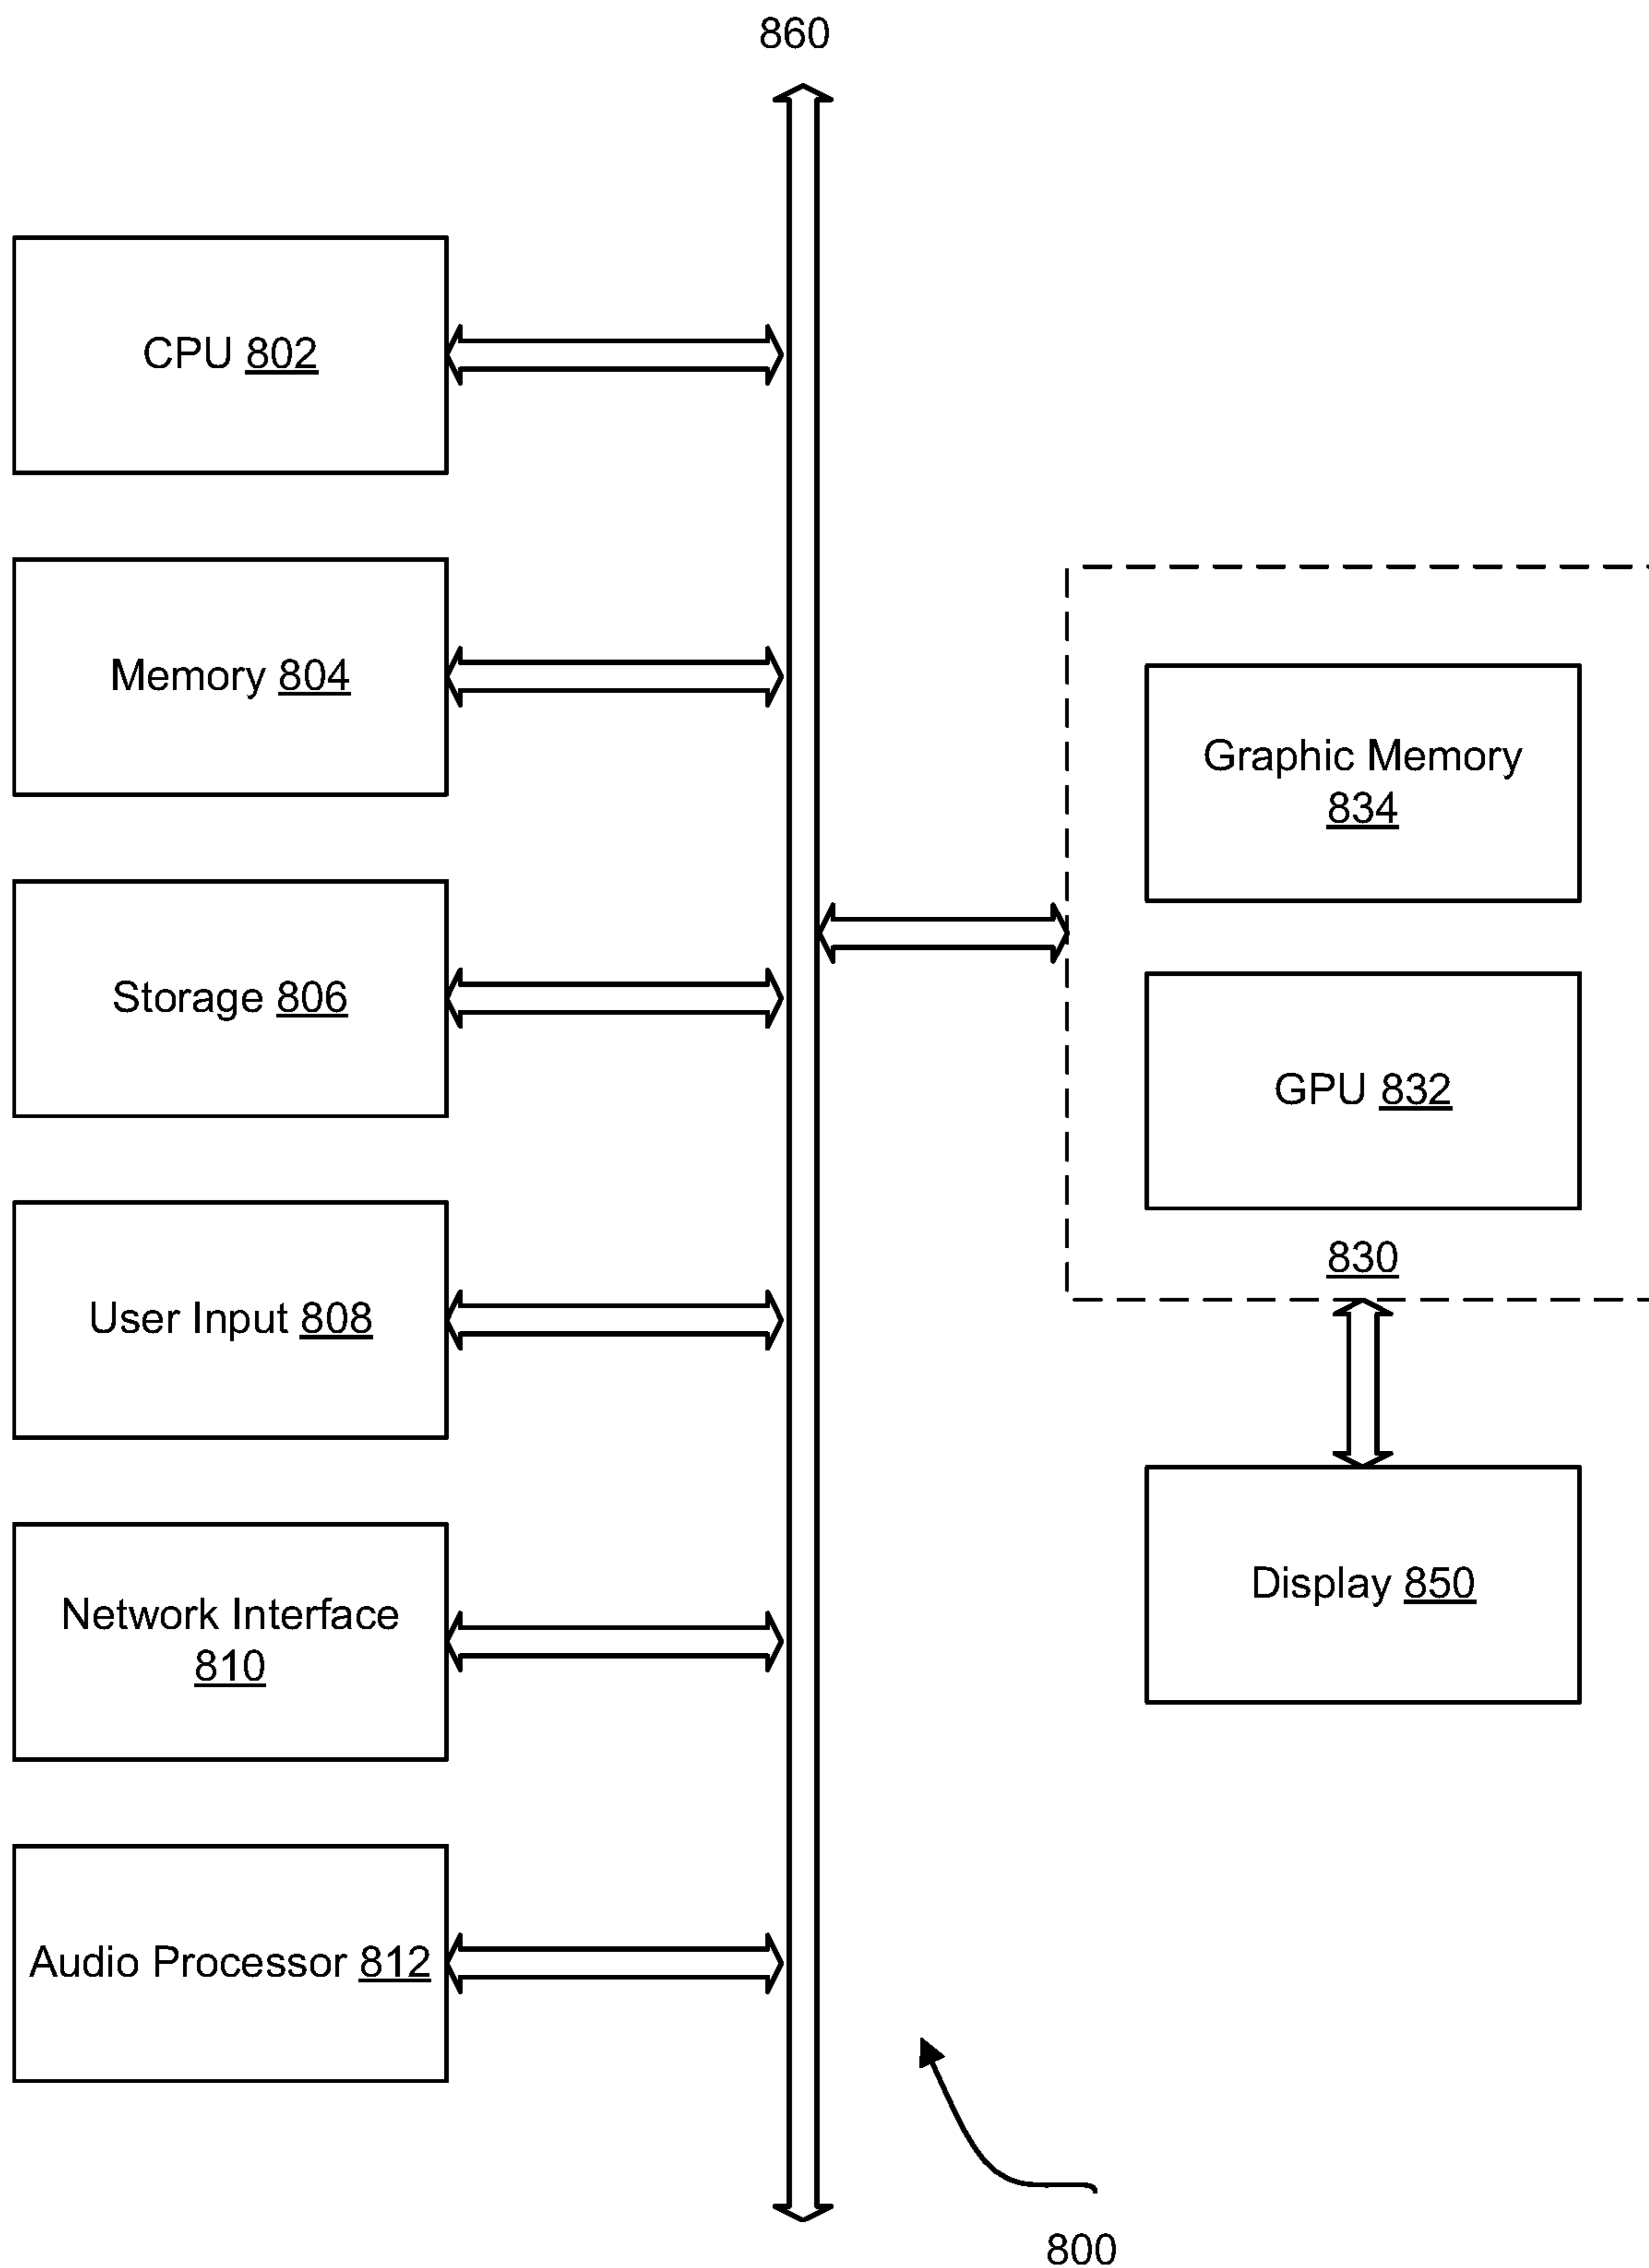 860
CPU 802
Memory 804
Storage 806
User Input 808
Network Interface
810
Audio Processor 812
Graphic Memory
834
GPU 832
830
Display 850
800